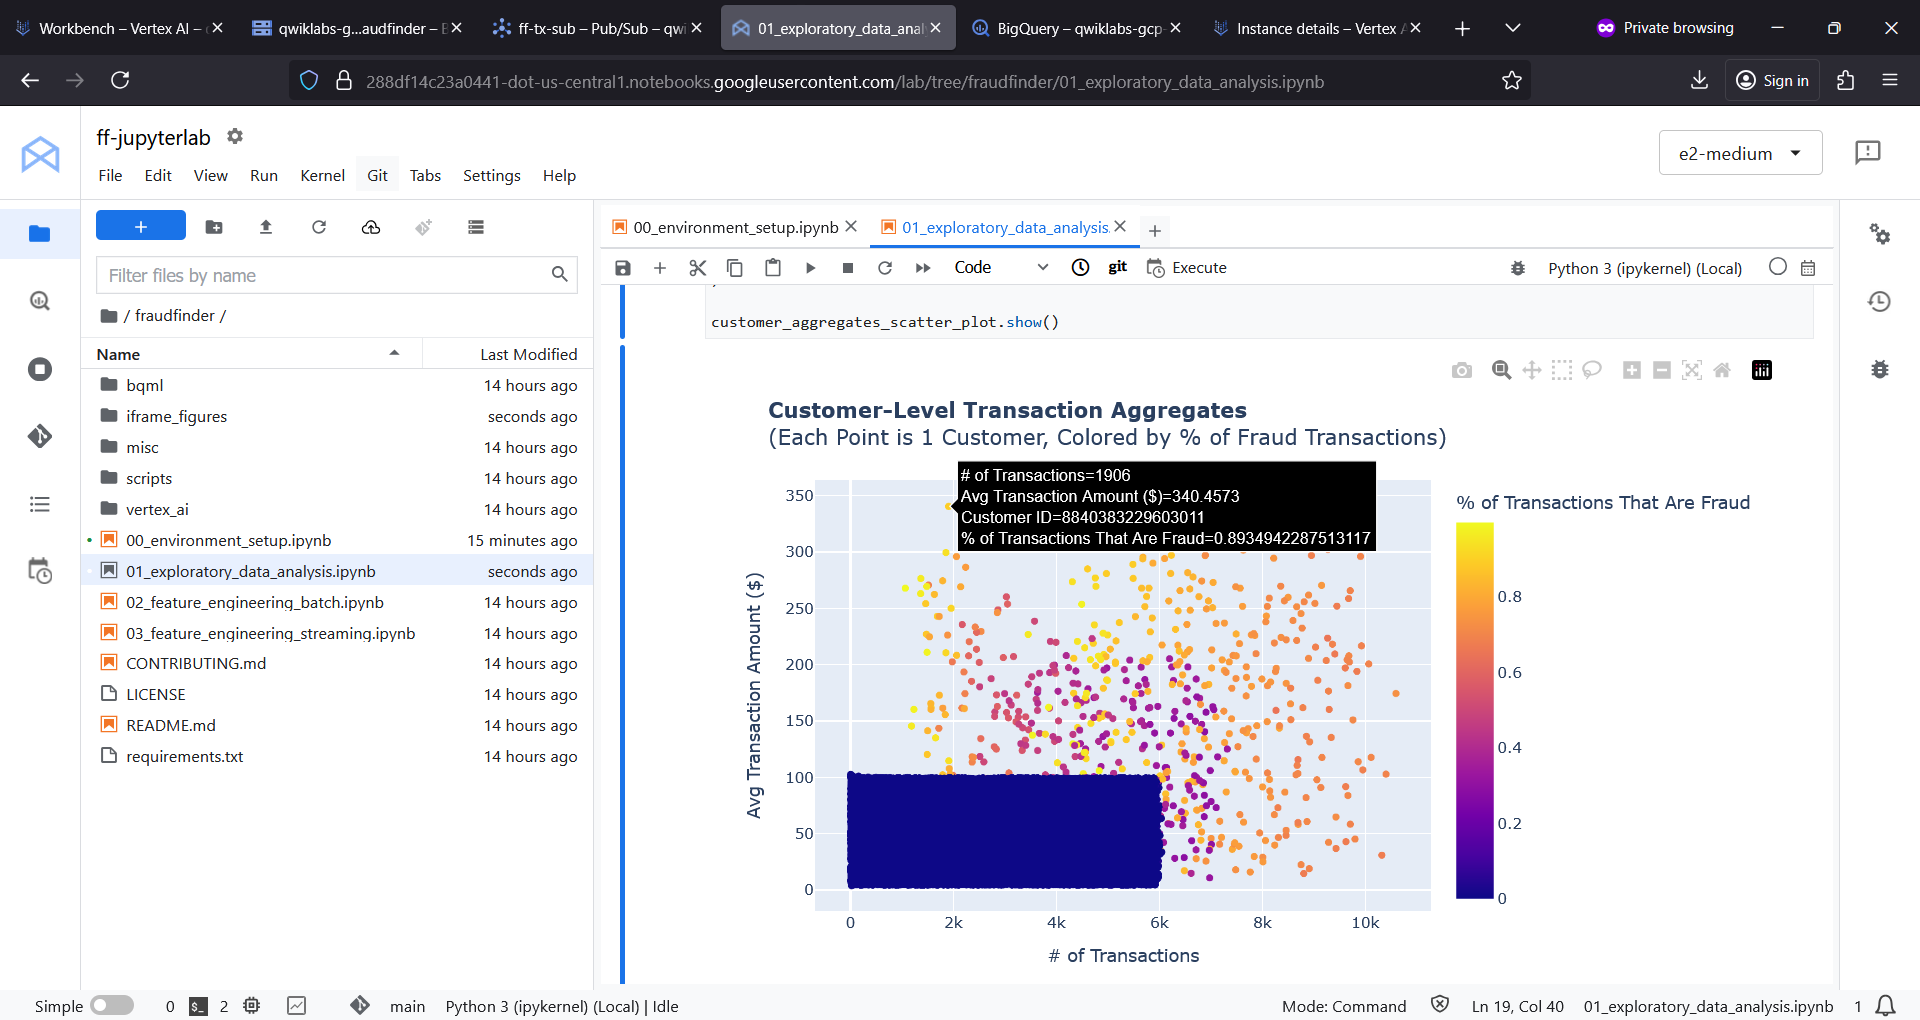 Workbench – Vertex AI –
qwiklabs-g...audfinder –
ff-tx-sub – Pub/Sub – qwi
01_exploratory_data_anal
BigQuery – qwiklabs-gcp-
Instance details – Vertex A
Private browsing
288df14c23a0441-dot-us-central1.notebooks.googleusercontent.com/lab/tree/fraudfinder/01_exploratory_data_analysis.ipynb
Sign in
ff-jupyterlab
e2-medium
File Edit View Run Kernel Git Tabs Settings Help
+
Filter files by name
/ fraudfinder /
Name Last Modified
bqml 14 hours ago
iframe_figures seconds ago
misc 14 hours ago
scripts 14 hours ago
vertex_ai 14 hours ago
00_environment_setup.ipynb 15 minutes ago
01_exploratory_data_analysis.ipynb seconds ago
02_feature_engineering_batch.ipynb 14 hours ago
03_feature_engineering_streaming.ipynb 14 hours ago
CONTRIBUTING.md 14 hours ago
LICENSE 14 hours ago
README.md 14 hours ago
requirements.txt 14 hours ago
00_environment_setup.ipynb
01_exploratory_data_analysis.
Code
git
Execute
Python 3 (ipykernel) (Local)
customer_aggregates_scatter_plot.show()
Customer-Level Transaction Aggregates
(Each Point is 1 Customer, Colored by % of Fraud Transactions)
# of Transactions=1906
Avg Transaction Amount ($)=340.4573
Customer ID=8840383229603011
% of Transactions That Are Fraud=0.8934942287513117
Avg Transaction Amount ($)
350
300
250
200
150
100
50
0
0 2k 4k 6k 8k 10k
# of Transactions
% of Transactions That Are Fraud
0.8
0.6
0.4
0.2
0
Simple 0 $_ 2 main Python 3 (ipykernel) (Local) | Idle
Mode: Command Ln 19, Col 40 01_exploratory_data_analysis.ipynb 1